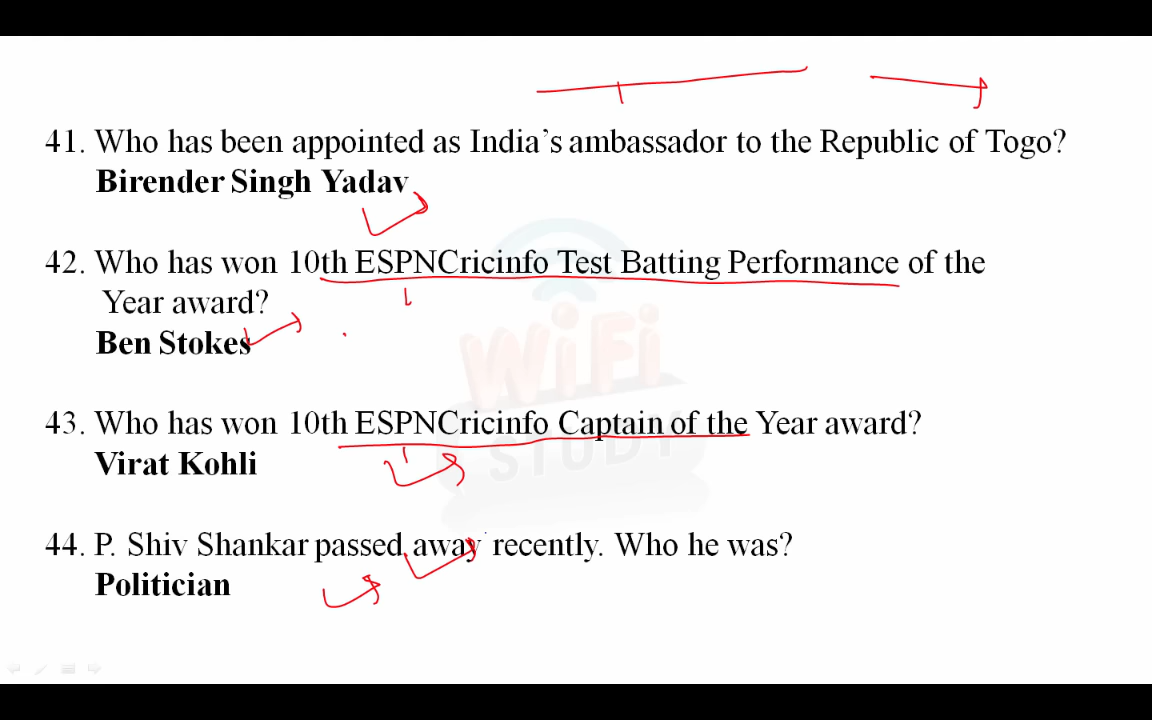 41. Who has been appointed as India’s ambassador to the Republic of Togo?
Birender Singh Yadav
42. Who has won 10th ESPNCricinfo Test Batting Performance of the
Year award?
Ben Stokes
WiFi
43. Who has won 10th ESPNCricinfo Captain of the Year award?
STUDY
Virat Kohli
44. P. Shiv Shankar passed away recently. Who he was?
Politician